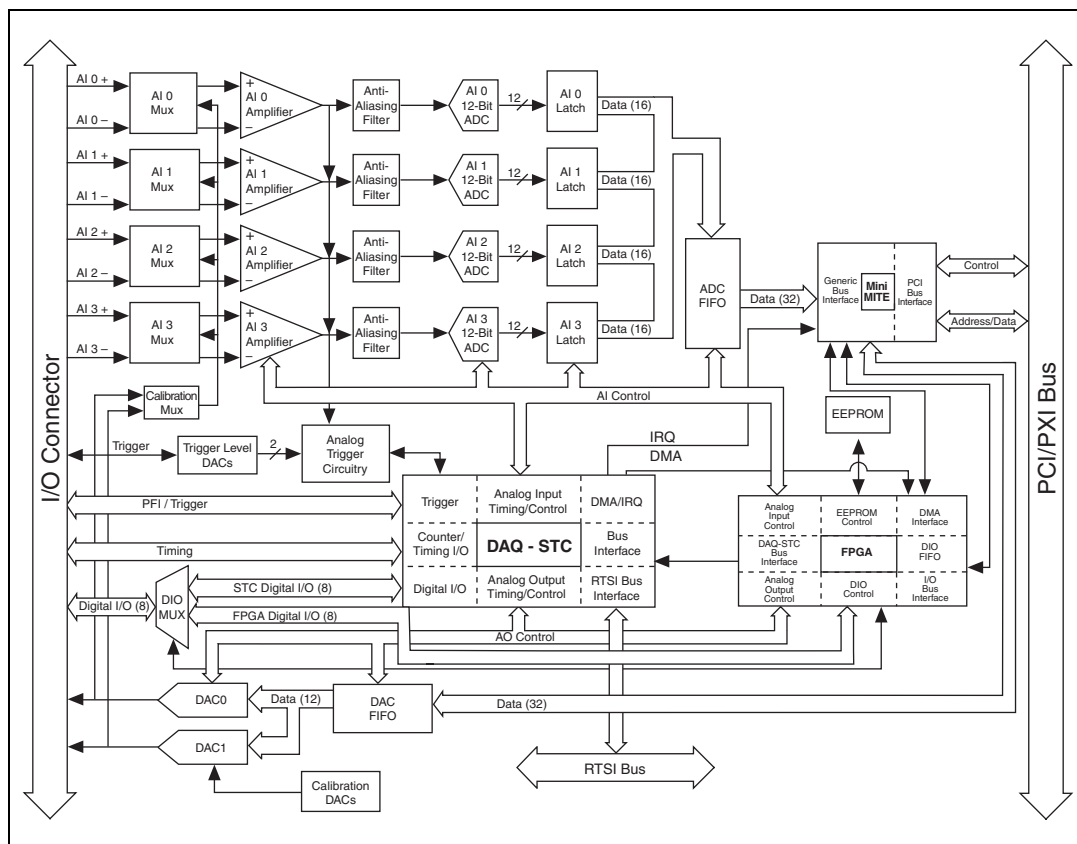 I/O Connector
PCI/PXI Bus
AI 0 +
AI 0 –
AI 0
Mux
+
AI 0
Amplifier
–
Anti-
Aliasing
Filter
AI 0
12-Bit
ADC
12
AI 0
Latch
Data (16)
AI 1 +
AI 1 –
AI 1
Mux
+
AI 1
Amplifier
–
Anti-
Aliasing
Filter
AI 1
12-Bit
ADC
12
AI 1
Latch
Data (16)
AI 2 +
AI 2 –
AI 2
Mux
+
AI 2
Amplifier
–
Anti-
Aliasing
Filter
AI 2
12-Bit
ADC
12
AI 2
Latch
Data (16)
AI 3 +
AI 3 –
AI 3
Mux
+
AI 3
Amplifier
–
Anti-
Aliasing
Filter
AI 3
12-Bit
ADC
12
AI 3
Latch
Data (16)
ADC
FIFO
Data (32)
Generic
Bus
Interface
Mini
MITE
PCI
Bus
Interface
Control
Address/Data
Calibration
Mux
AI Control
EEPROM
Trigger
Trigger Level
DACs
2
Analog
Trigger
Circuitry
IRQ
DMA
PFI / Trigger
Timing
Trigger
Analog Input
Timing/Control
DMA/IRQ
Counter/
Timing I/O
DAQ - STC
Bus
Interface
Digital I/O
Analog Output
Timing/Control
RTSI Bus
Interface
Analog
Input
Control
EEPROM
Control
DMA
Interface
DAQ-STC
Bus
Interface
FPGA
DIO
FIFO
Analog
Output
Control
DIO
Control
I/O
Bus
Interface
Digital I/O (8)
DIO
MUX
STC Digital I/O (8)
FPGA Digital I/O (8)
AO Control
DAC0
Data (12)
DAC
FIFO
Data (32)
DAC1
Calibration
DACs
RTSI Bus